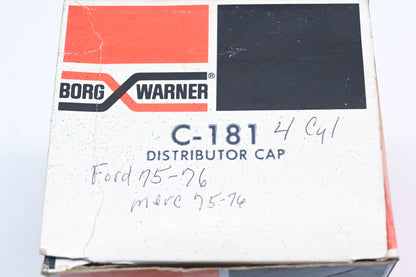 BORG WARNER®
C-181 4 Cyl
DISTRIBUTOR CAP
Ford 75-76
merc 75-76